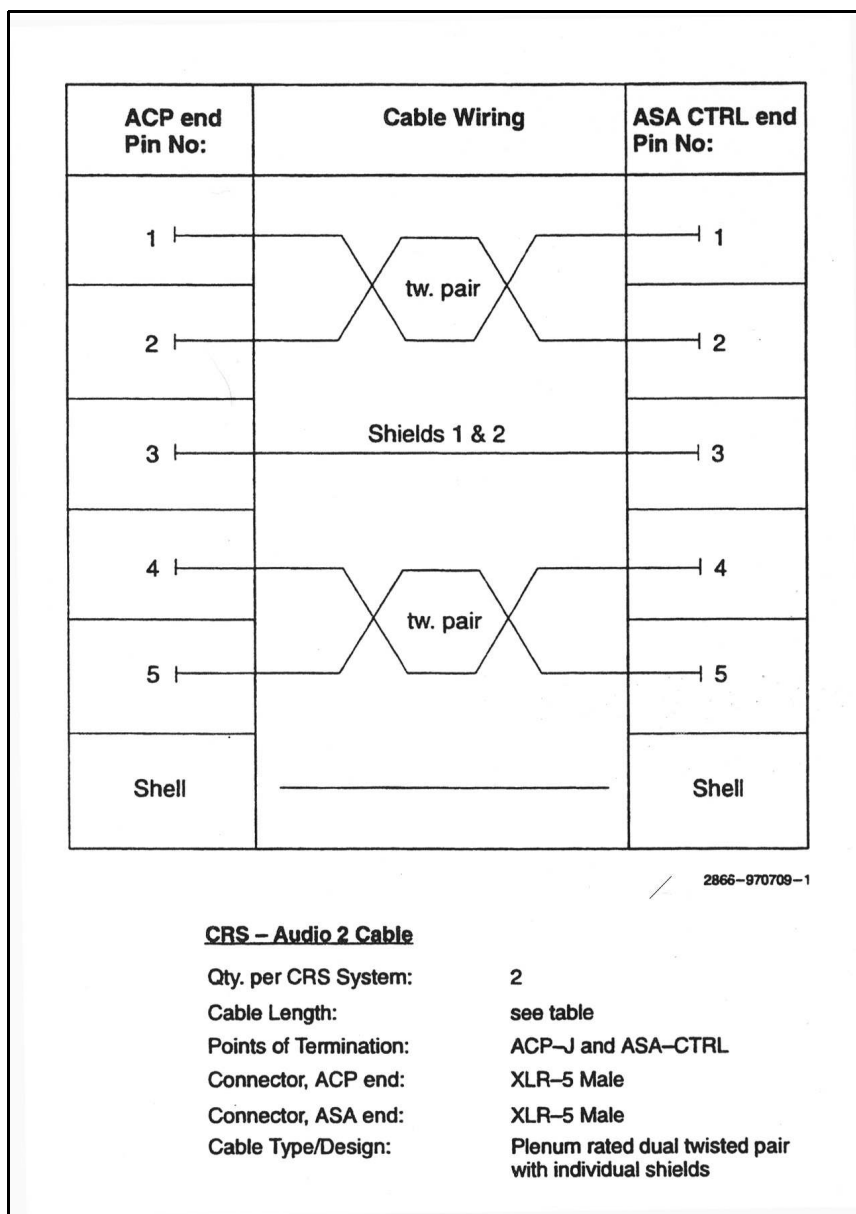 ACP end Pin No:
Cable Wiring
ASA CTRL end Pin No:
1
tw. pair
1
2
2
3
Shields 1 & 2
3
4
tw. pair
4
5
5
Shell
Shell
2866-970709-1
CRS – Audio 2 Cable
Qty. per CRS System: 2
Cable Length: see table
Points of Termination: ACP–J and ASA–CTRL
Connector, ACP end: XLR–5 Male
Connector, ASA end: XLR–5 Male
Cable Type/Design: Plenum rated dual twisted pair
with individual shields